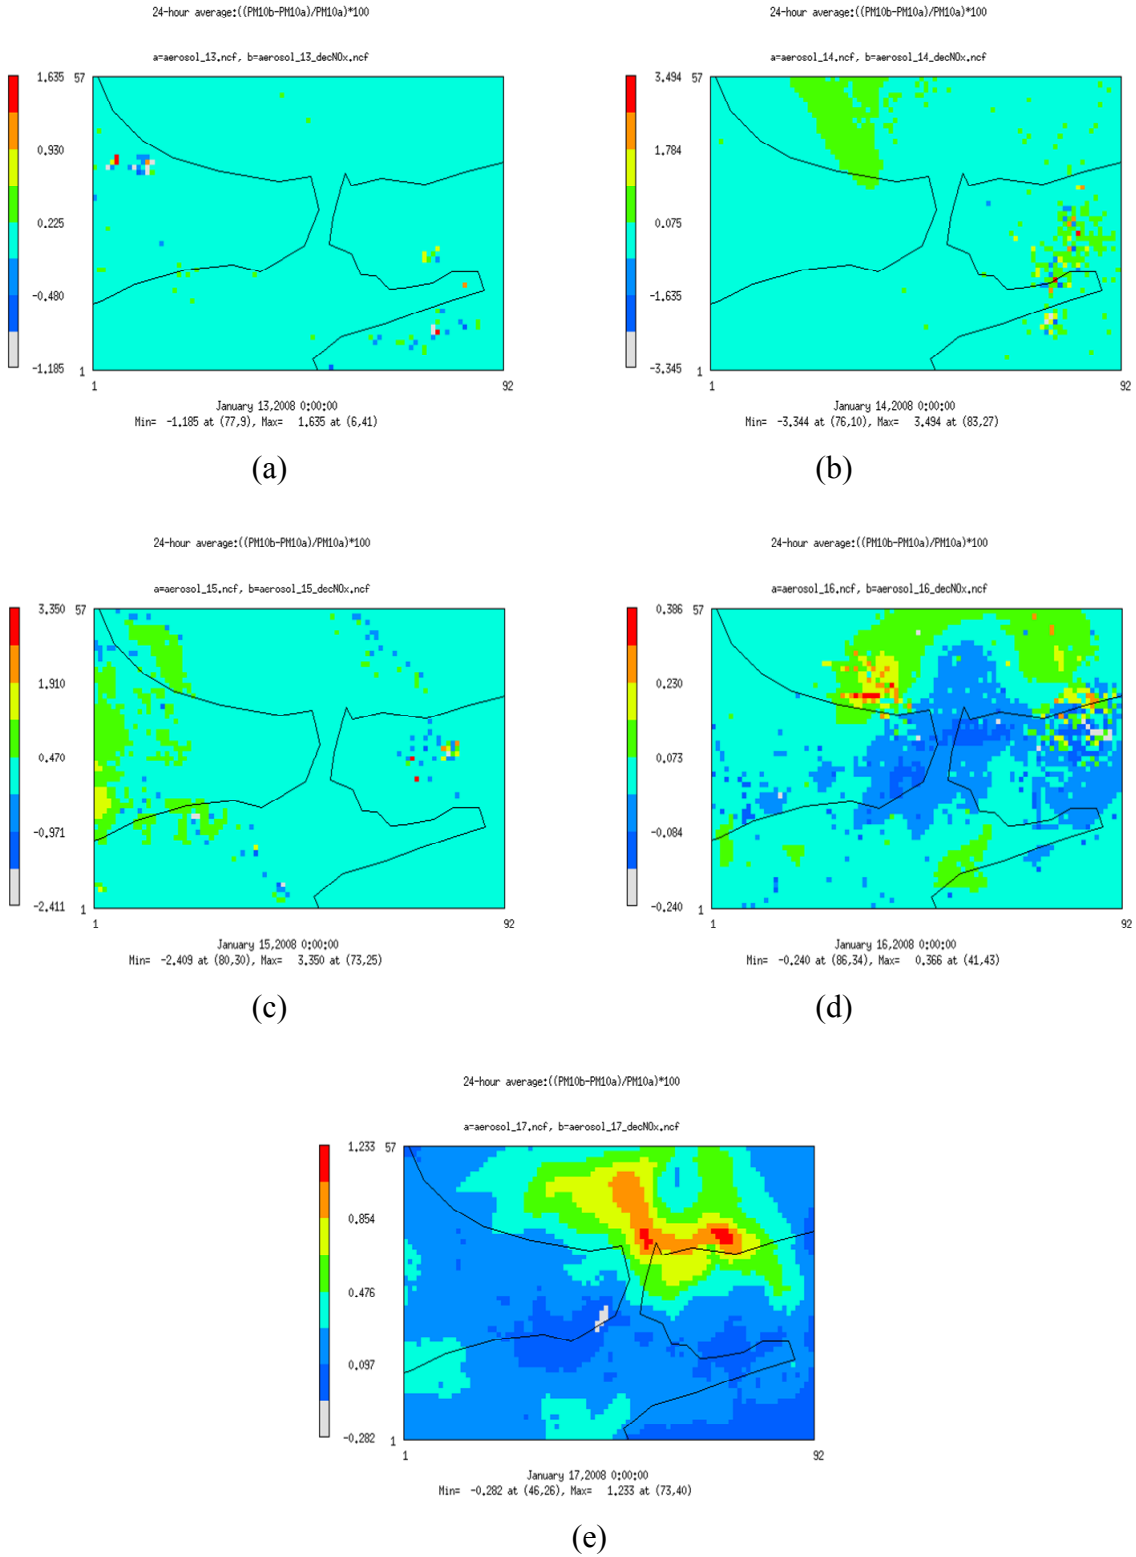 24-hour average:((PM10b-PM10a)/PM10a)*100
a=aerosol_13.ncf, b=aerosol_13_decNOx.ncf
1.635
0.930
0.225
-0.480
-1.185
57
1
1
92
January 13,2008 0:00:00
Min= -1.185 at (77,9), Max= 1.635 at (6,41)
(a)
24-hour average:((PM10b-PM10a)/PM10a)*100
a=aerosol_14.ncf, b=aerosol_14_decNOx.ncf
3.494
1.784
0.075
-1.635
-3.345
57
1
1
92
January 14,2008 0:00:00
Min= -3.344 at (76,10), Max= 3.494 at (83,27)
(b)
24-hour average:((PM10b-PM10a)/PM10a)*100
a=aerosol_15.ncf, b=aerosol_15_decNOx.ncf
3.350
1.910
0.470
-0.971
-2.411
57
1
1
92
January 15,2008 0:00:00
Min= -2.409 at (80,30), Max= 3.350 at (73,25)
(c)
24-hour average:((PM10b-PM10a)/PM10a)*100
a=aerosol_16.ncf, b=aerosol_16_decNOx.ncf
0.386
0.230
0.073
-0.084
-0.240
57
1
1
92
January 16,2008 0:00:00
Min= -0.240 at (86,34), Max= 0.366 at (41,43)
(d)
24-hour average:((PM10b-PM10a)/PM10a)*100
a=aerosol_17.ncf, b=aerosol_17_decNOx.ncf
1.233
0.854
0.476
0.097
-0.282
57
1
1
92
January 17,2008 0:00:00
Min= -0.282 at (46,26), Max= 1.233 at (73,40)
(e)